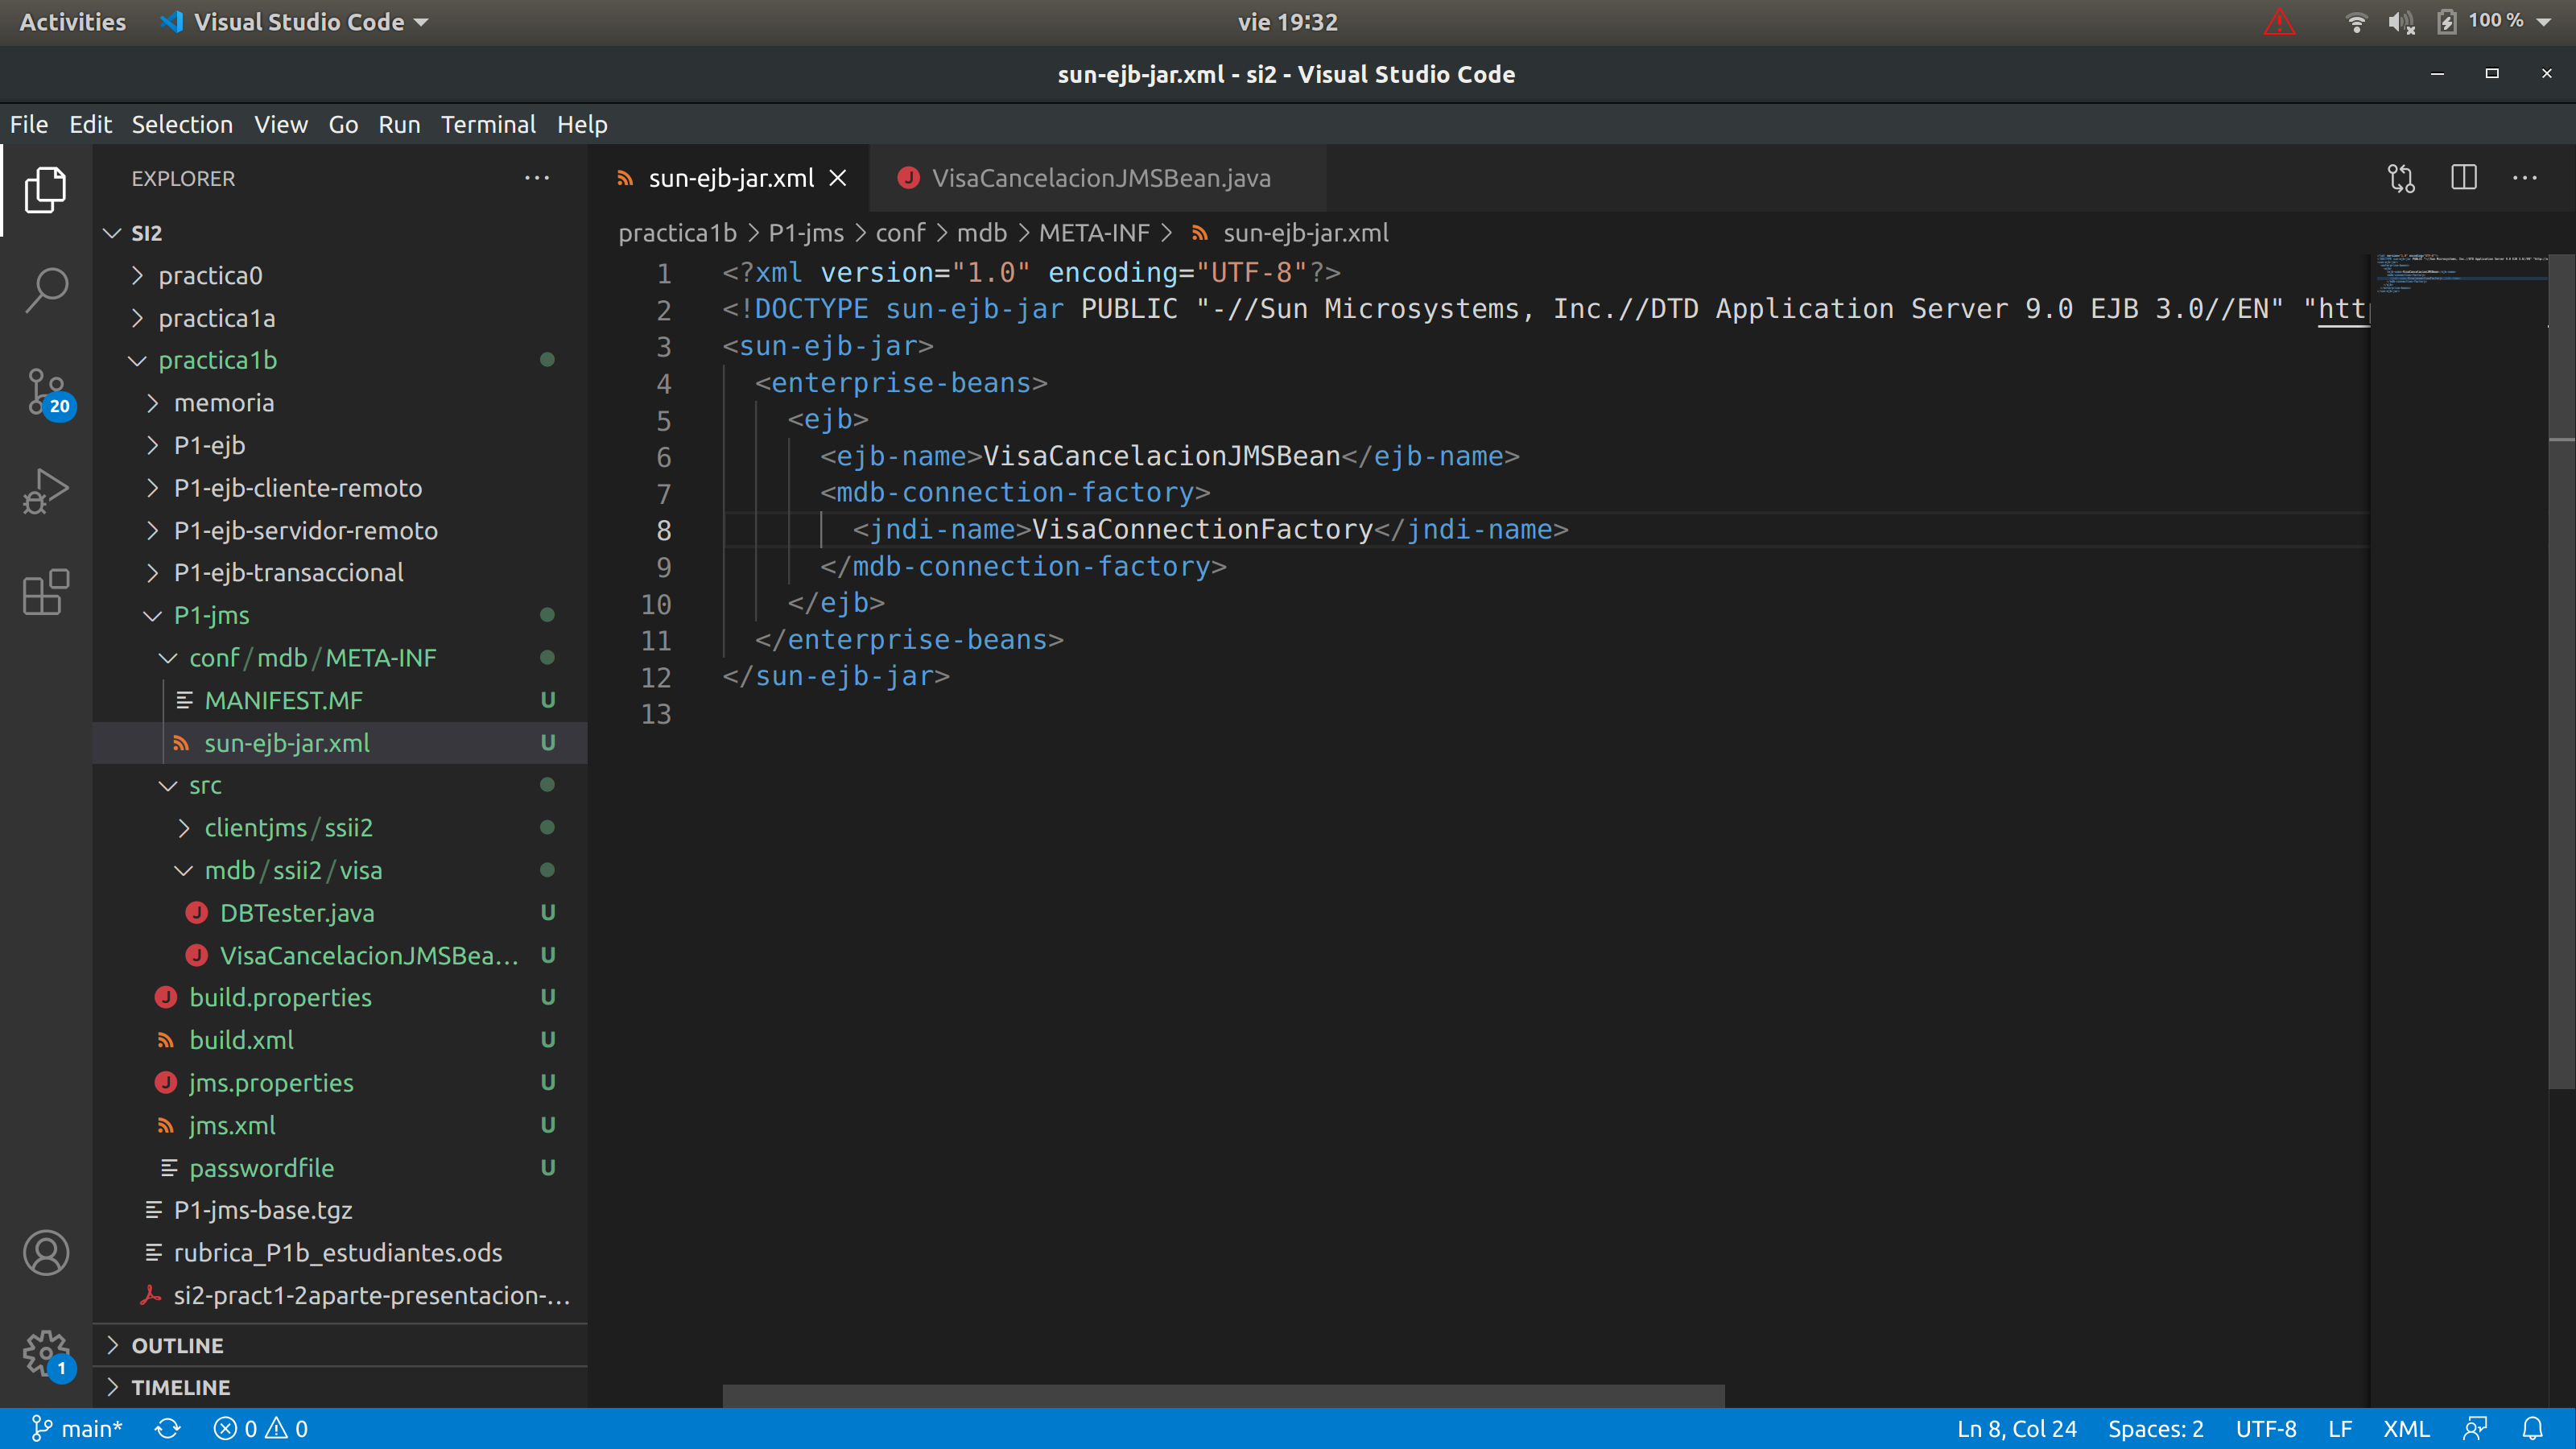 Activities Visual Studio Code vie 19:32 100 %
sun-ejb-jar.xml - si2 - Visual Studio Code
File Edit Selection View Go Run Terminal Help
EXPLORER
SI2
practica0
practica1a
practica1b
memoria
P1-ejb
P1-ejb-cliente-remoto
P1-ejb-servidor-remoto
P1-ejb-transaccional
P1-jms
conf/mdb/META-INF
MANIFEST.MF U
sun-ejb-jar.xml U
src
clientjms/ssii2
mdb/ssii2/visa
DBTester.java U
VisaCancelacionJMSBea... U
build.properties U
build.xml U
jms.properties U
jms.xml U
passwordfile U
P1-jms-base.tgz
rubrica_P1b_estudiantes.ods
si2-pract1-2aparte-presentacion-...
OUTLINE
TIMELINE
20
1
sun-ejb-jar.xml VisaCancelacionJMSBean.java
practica1b > P1-jms > conf > mdb > META-INF > sun-ejb-jar.xml
1 <?xml version="1.0" encoding="UTF-8"?>
2 <!DOCTYPE sun-ejb-jar PUBLIC "-//Sun Microsystems, Inc.//DTD Application Server 9.0 EJB 3.0//EN" "http
3 <sun-ejb-jar>
4 <enterprise-beans>
5 <ejb>
6 <ejb-name>VisaCancelacionJMSBean</ejb-name>
7 <mdb-connection-factory>
8 <jndi-name>VisaConnectionFactory</jndi-name>
9 </mdb-connection-factory>
10 </ejb>
11 </enterprise-beans>
12 </sun-ejb-jar>
13
main* 0 0 Ln 8, Col 24 Spaces: 2 UTF-8 LF XML